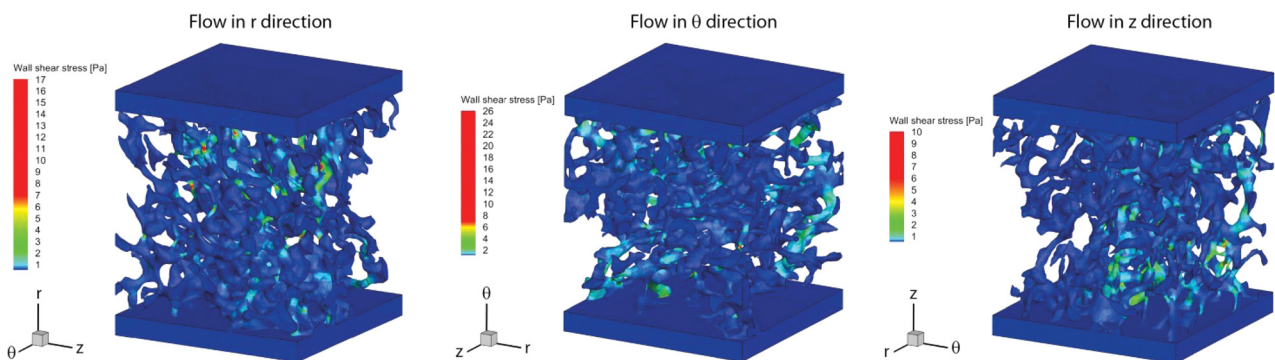 Flow in r direction
Wall shear stress [Pa]
17
16
15
14
13
12
11
10
9
8
7
6
5
4
3
2
1
r
θ
z
Flow in θ direction
Wall shear stress [Pa]
26
24
22
20
18
16
14
12
10
8
6
4
2
θ
z
r
Flow in z direction
Wall shear stress [Pa]
10
9
8
7
6
5
4
3
2
1
z
r
θ